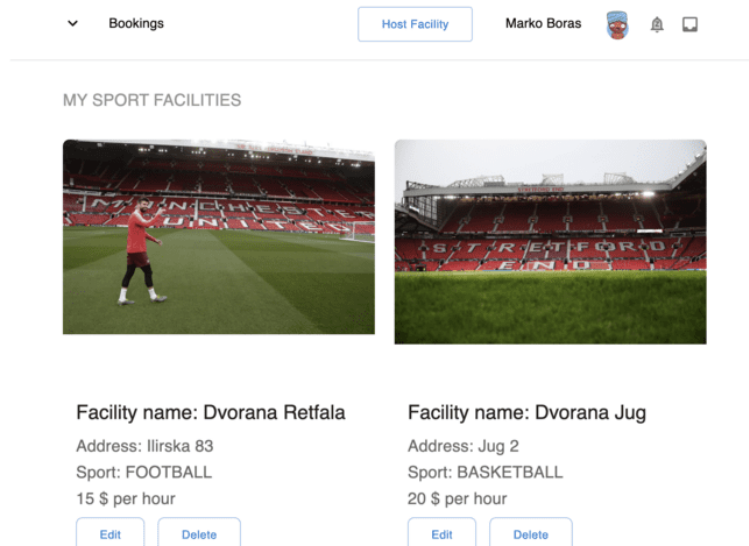 Bookings
Host Facility
Marko Boras
MY SPORT FACILITIES
MANCHESTE
UNITE
STRETFORD
END
Facility name: Dvorana Retfala
Address: Ilirska 83
Sport: FOOTBALL
15 $ per hour
Edit
Delete
Facility name: Dvorana Jug
Address: Jug 2
Sport: BASKETBALL
20 $ per hour
Edit
Delete